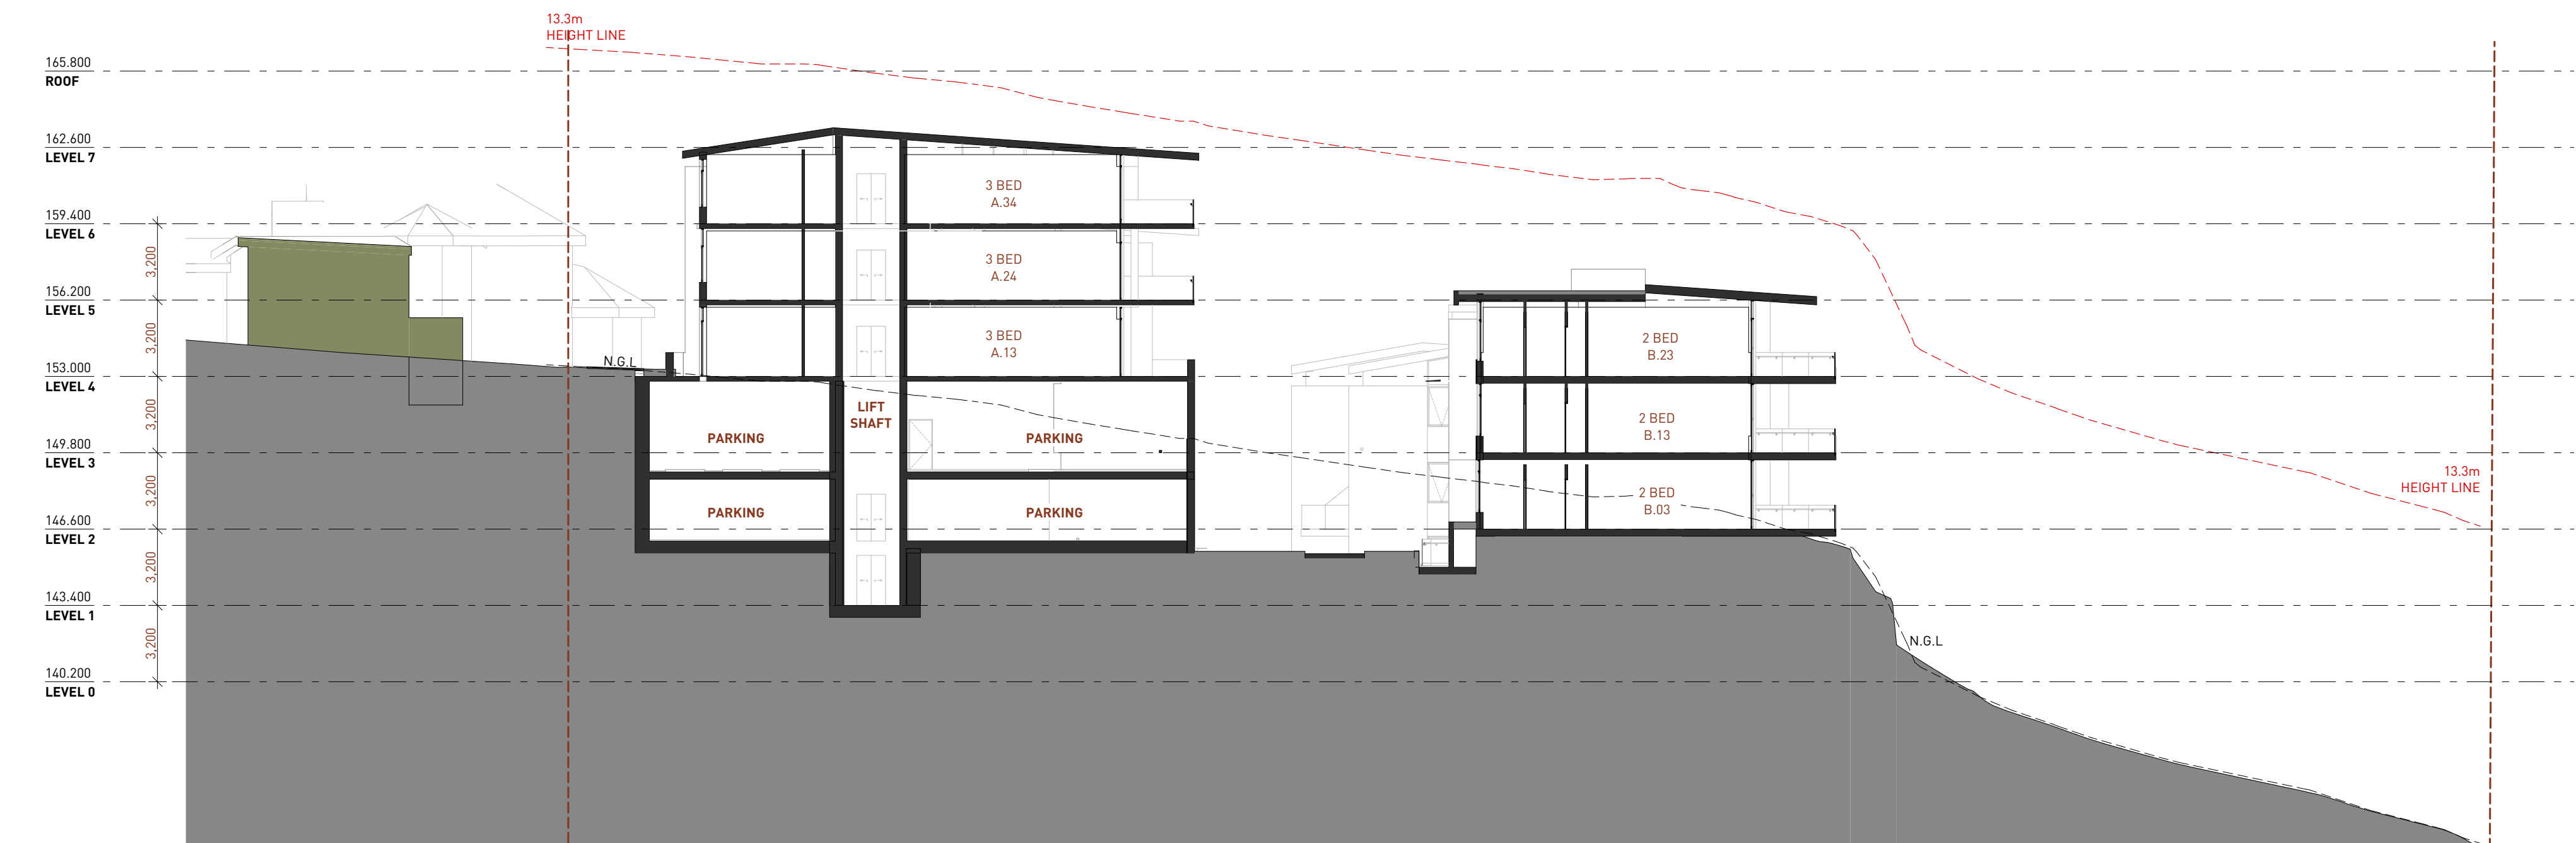 13.3m
HEIGHT LINE
165.800
ROOF
162.600
LEVEL 7
159.400
LEVEL 6
156.200
LEVEL 5
153.000
LEVEL 4
149.800
LEVEL 3
146.600
LEVEL 2
143.400
LEVEL 1
140.200
LEVEL 0
3,200
3,200
3,200
3,200
3,200
3,200
N.G.L
3 BED
A.34
3 BED
A.24
3 BED
A.13
LIFT
SHAFT
PARKING
PARKING
PARKING
PARKING
2 BED
B.23
2 BED
B.13
2 BED
B.03
N.G.L
13.3m
HEIGHT LINE